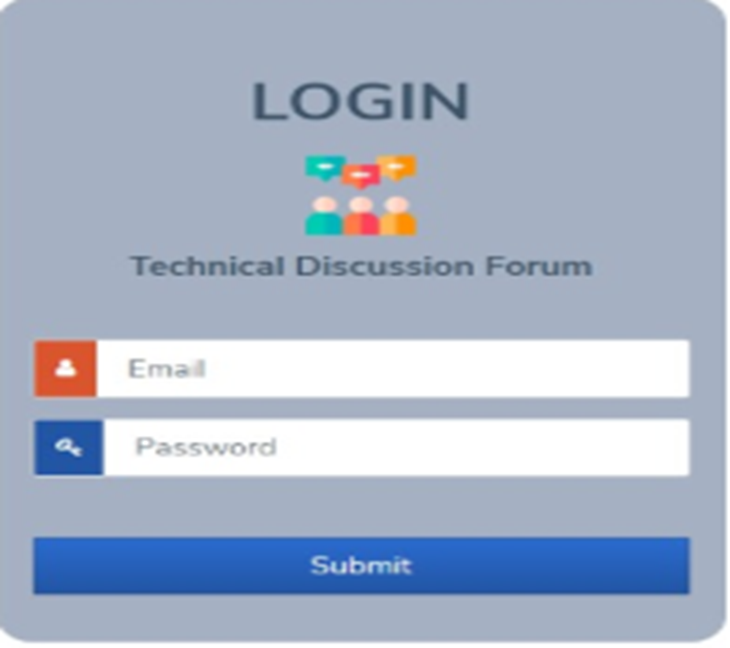 LOGIN
Technical Discussion Forum
Email
Password
Submit